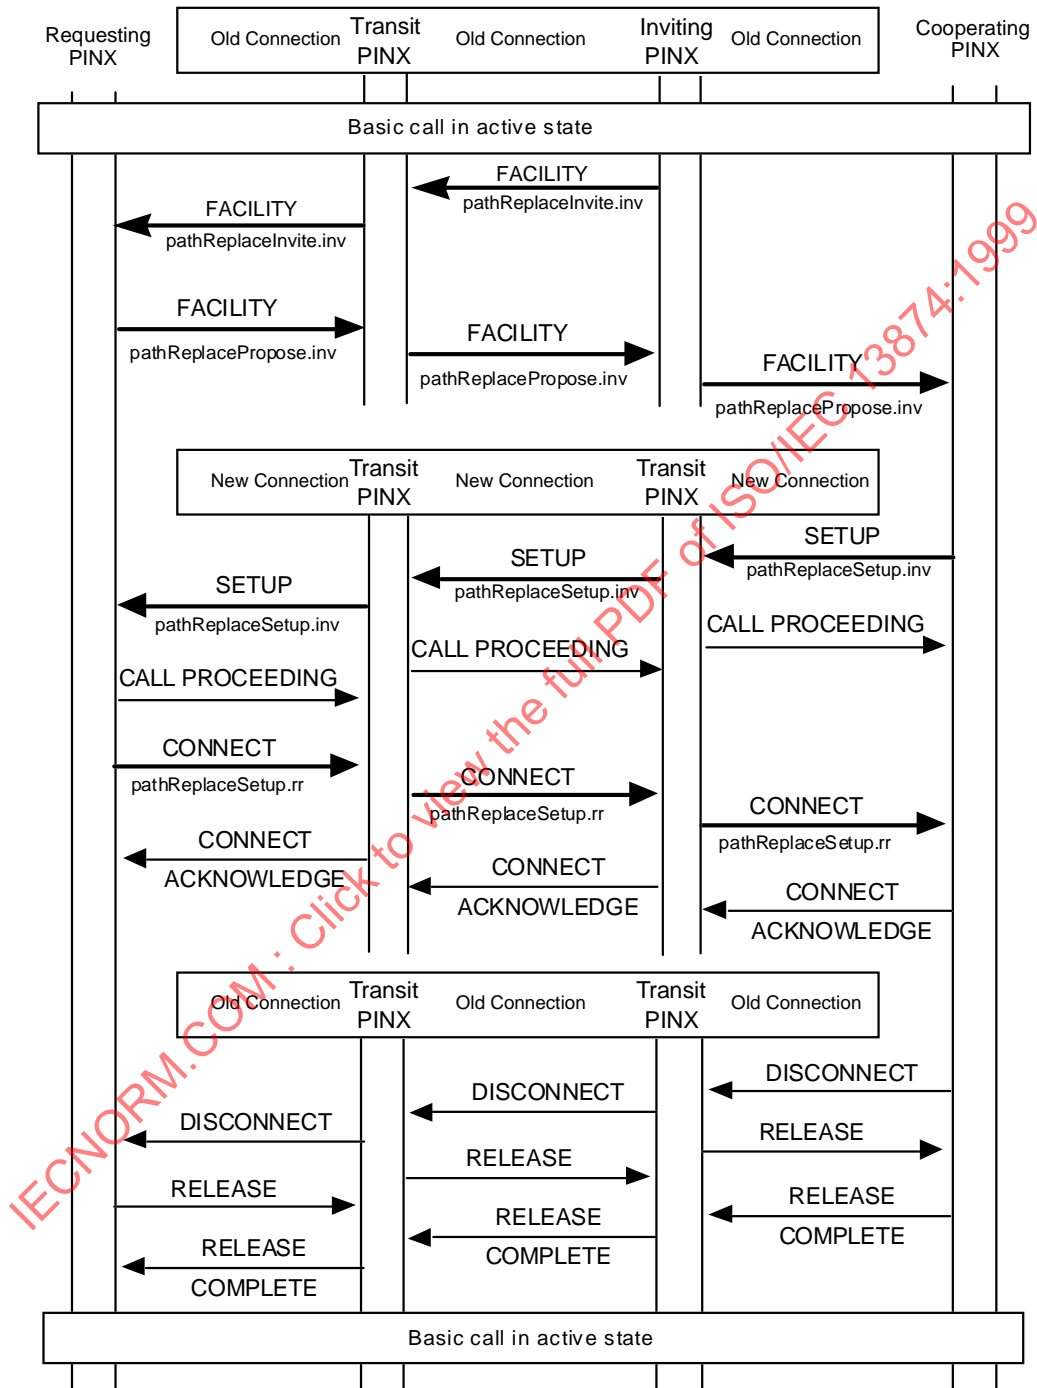 Requesting
PINX
Old Connection
Transit
PINX
Old Connection
Inviting
PINX
Old Connection
Cooperating
PINX
Basic call in active state
FACILITY
pathReplaceInvite.inv
FACILITY
pathReplaceInvite.inv
FACILITY
pathReplacePropose.inv
FACILITY
pathReplacePropose.inv
FACILITY
pathReplacePropose.inv
New Connection
Transit
PINX
New Connection
Transit
PINX
New Connection
SETUP
pathReplaceSetup.inv
SETUP
pathReplaceSetup.inv
SETUP
pathReplaceSetup.inv
CALL PROCEEDING
CALL PROCEEDING
CALL PROCEEDING
CONNECT
pathReplaceSetup.rr
CONNECT
pathReplaceSetup.rr
CONNECT
pathReplaceSetup.rr
CONNECT
ACKNOWLEDGE
CONNECT
ACKNOWLEDGE
CONNECT
ACKNOWLEDGE
Old Connection
Transit
PINX
Old Connection
Transit
PINX
Old Connection
DISCONNECT
DISCONNECT
DISCONNECT
RELEASE
RELEASE
RELEASE
RELEASE
COMPLETE
RELEASE
COMPLETE
RELEASE
COMPLETE
Basic call in active state
IECNORM.COM : Click to view the full PDF of ISO/IEC 13874:1999